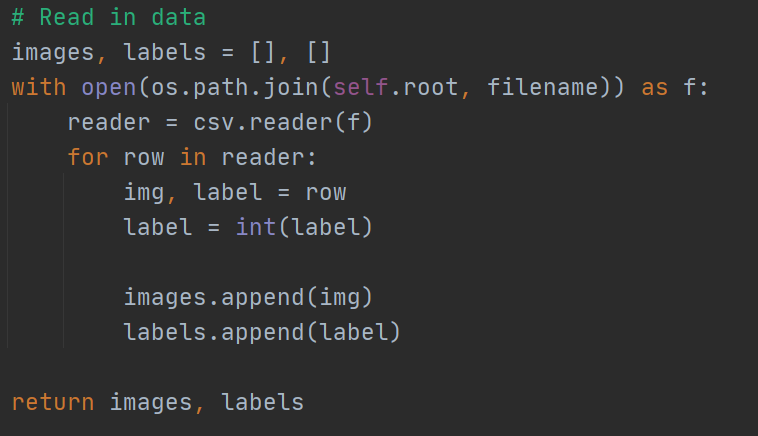 # Read in data
images, labels = [], []
with open(os.path.join(self.root, filename)) as f:
    reader = csv.reader(f)
    for row in reader:
        img, label = row
        label = int(label)

        images.append(img)
        labels.append(label)

return images, labels